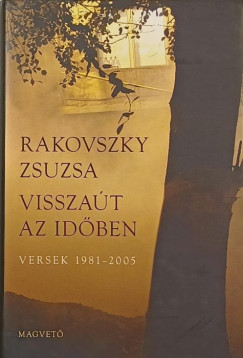 RAKOVSZKY
ZSUZSA
VISSZAÚT
AZ IDŐBEN
VERSEK 1981–2005
MAGVETŐ